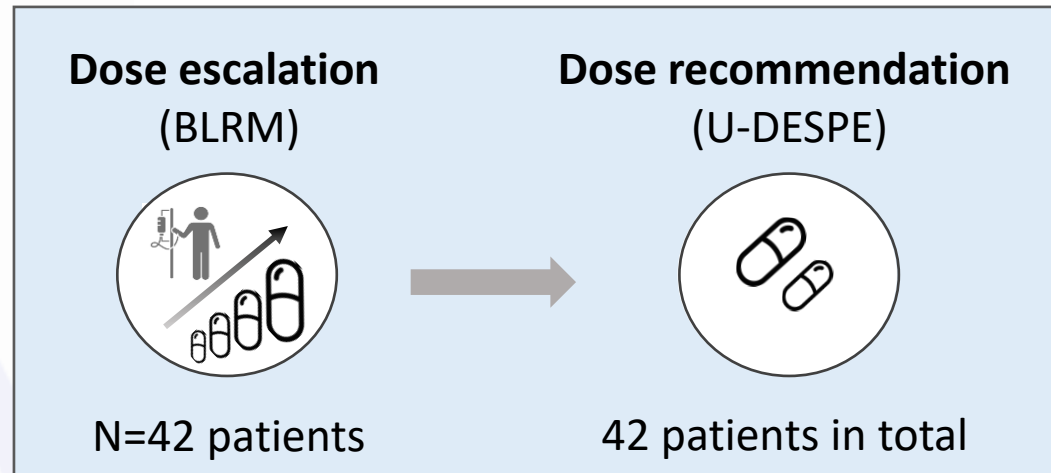 Dose escalation
(BLRM)
N=42 patients
Dose recommendation
(U-DESPE)
42 patients in total